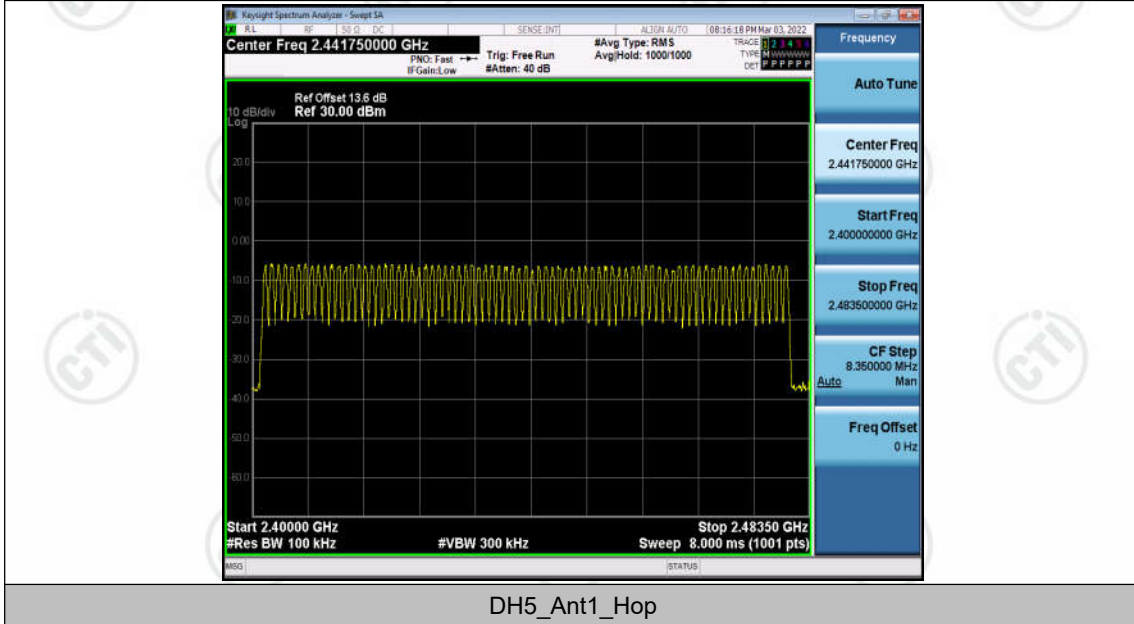 Keysight Spectrum Analyzer - Swept SA
RL RF 50 Ω DC SENSE:INT ALIGN AUTO 08:16:18 PM Mar 03, 2022
Center Freq 2.441750000 GHz
PNO: Fast
IFGain:Low
Trig: Free Run
#Atten: 40 dB
#Avg Type: RMS
Avg|Hold: 1000/1000
TRACE 1 2 3 4 5 6
TYPE M W W W W W
DET P P P P P P
Frequency
Auto Tune
Center Freq
2.441750000 GHz
Start Freq
2.400000000 GHz
Stop Freq
2.483500000 GHz
CF Step
8.350000 MHz
Auto Man
Freq Offset
0 Hz
Ref Offset 13.6 dB
10 dB/div Ref 30.00 dBm
Log
20.0
10.0
0.00
-10.0
-20.0
-30.0
-40.0
-50.0
-60.0
Start 2.40000 GHz Stop 2.48350 GHz
#Res BW 100 kHz #VBW 300 kHz Sweep 8.000 ms (1001 pts)
MSG STATUS
DH5_Ant1_Hop
CTI
CTI